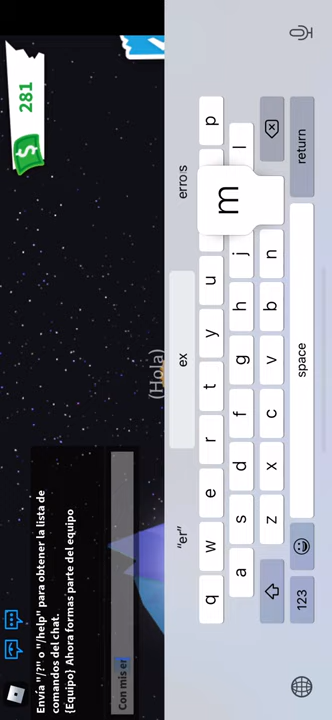 281
(Hola)
Envía "/?" o "/help" para obtener la lista de
comandos del chat.
{Equipo} Ahora formas parte del equipo
Con mis er
"er" ex erro:s
q w e r t y u p
a s d f g h j l
m
z x c v b n
123 space return